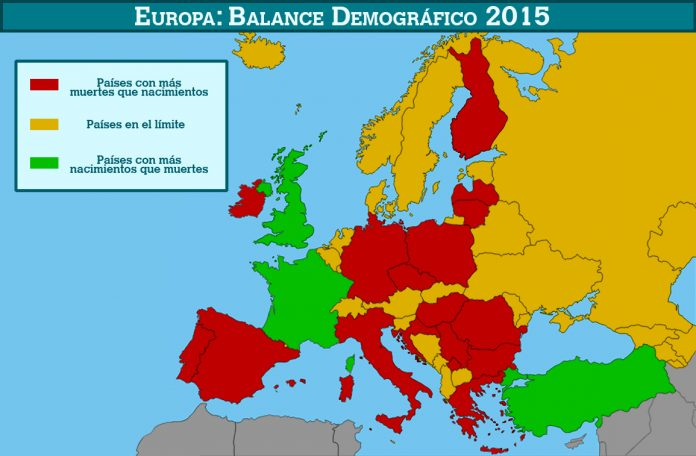 Europa: Balance Demográfico 2015
Países con más
muertes que nacimientos
Países en el límite
Países con más
nacimientos que muertes